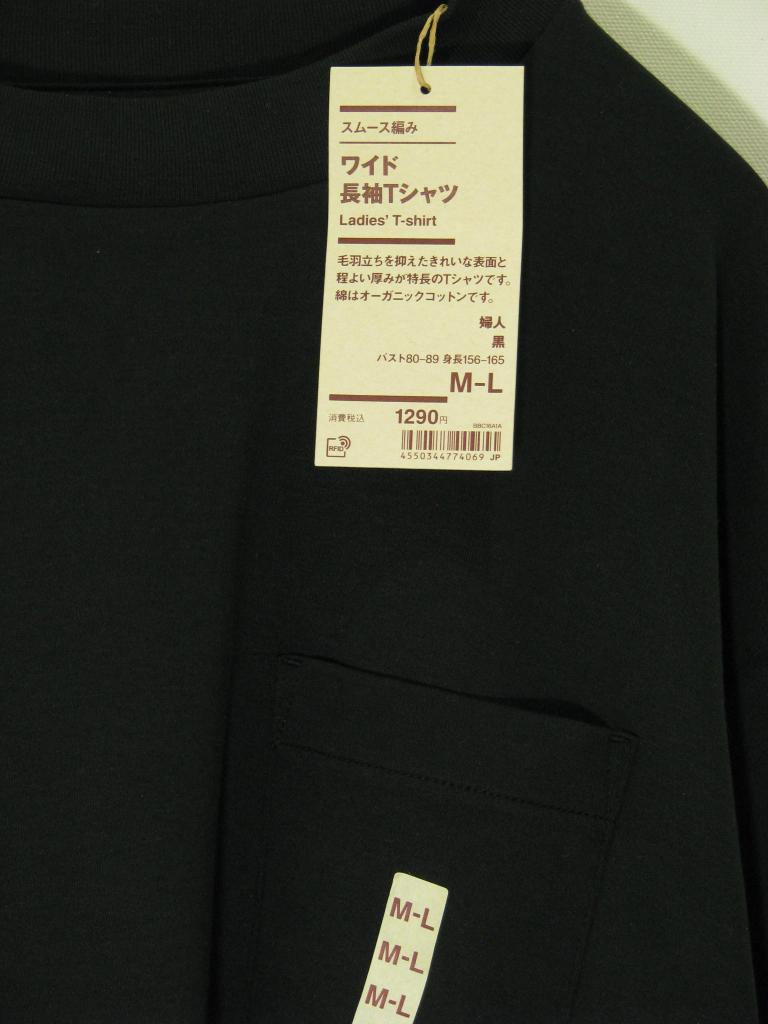 スムース編み
ワイド
長袖Tシャツ
Ladies' T-shirt
毛羽立ちを抑えたきれいな表面と
程よい厚みが特長のTシャツです。
綿はオーガニックコットンです。
婦人
黒
バスト80–89 身長156–165
M-L
消費税込 1290円
BBC16A1A
RFID
4550344774069 JP
M-L
M-L
M-L